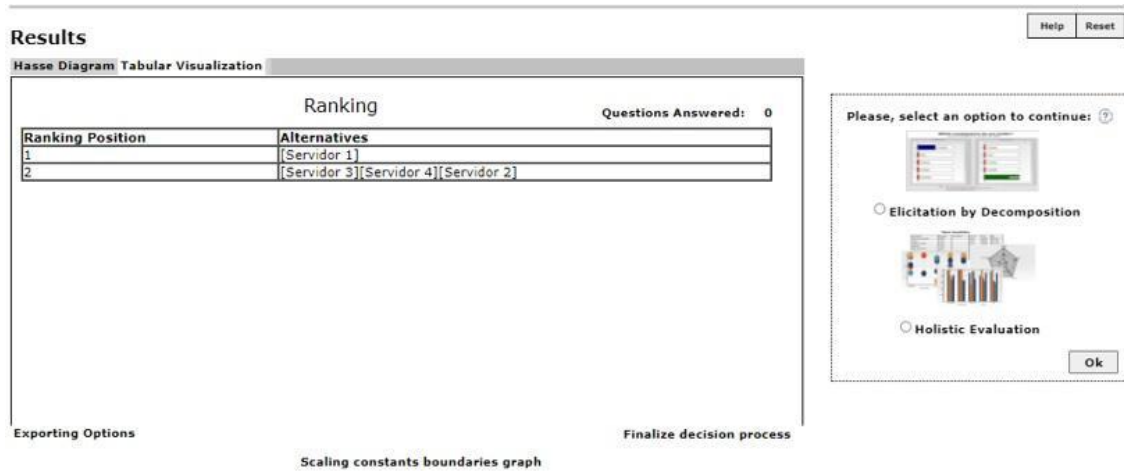 Help Reset
Results
Hasse Diagram Tabular Visualization
Ranking
Questions Answered: 0
Ranking Position Alternatives
1 [Servidor 1]
2 [Servidor 3][Servidor 4][Servidor 2]
Please, select an option to continue: ?
Elicitation by Decomposition
Holistic Evaluation
Ok
Exporting Options
Finalize decision process
Scaling constants boundaries graph